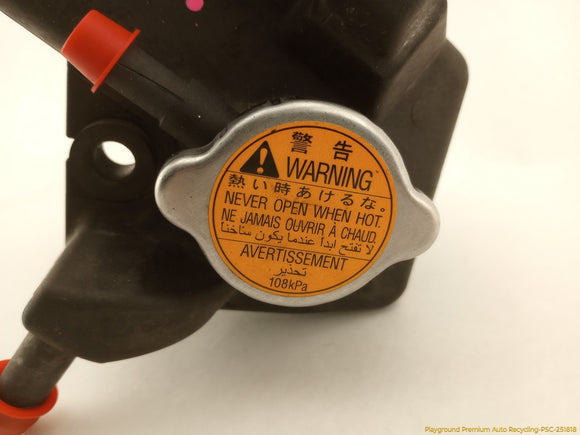 警告
WARNING
熱い時あけるな。
NEVER OPEN WHEN HOT.
NE JAMAIS OUVRIR À CHAUD.
لا تفتح ابدا عندما يكون ساخنا
AVERTISSEMENT
تحذير
108kPa
Playground Premium Auto Recycling-PSC-251818